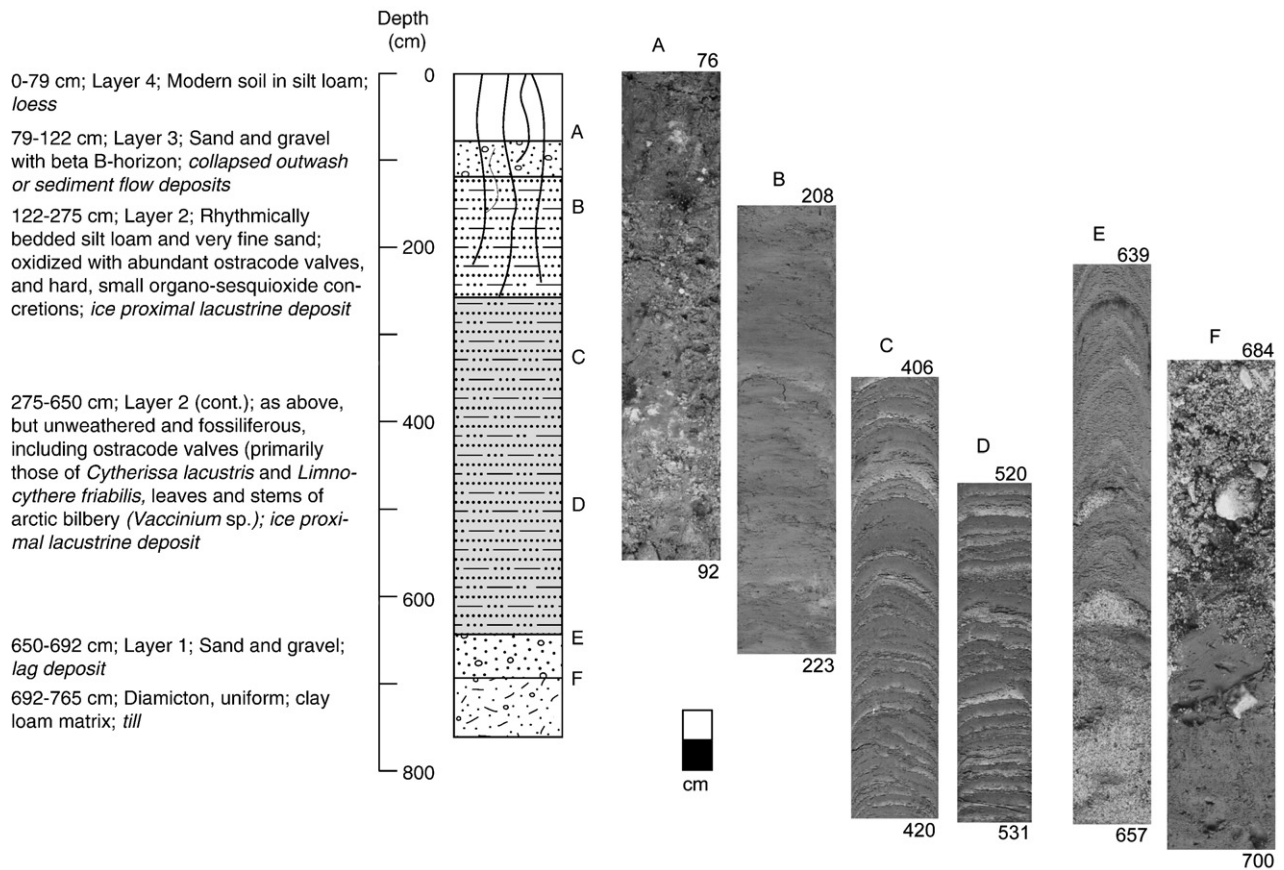 Depth
(cm)
0-79 cm; Layer 4; Modern soil in silt loam;
loess
79-122 cm; Layer 3; Sand and gravel
with beta B-horizon; collapsed outwash
or sediment flow deposits
122-275 cm; Layer 2; Rhythmically
bedded silt loam and very fine sand;
oxidized with abundant ostracode valves,
and hard, small organo-sesquioxide con-
cretions; ice proximal lacustrine deposit
275-650 cm; Layer 2 (cont.); as above,
but unweathered and fossiliferous,
including ostracode valves (primarily
those of Cytherissa lacustris and Limno-
cythere friabilis, leaves and stems of
arctic bilbery (Vaccinium sp.); ice proxi-
mal lacustrine deposit
650-692 cm; Layer 1; Sand and gravel;
lag deposit
692-765 cm; Diamicton, uniform; clay
loam matrix; till
0
200
400
600
800
A
B
C
D
E
F
A
76
92
B
208
223
C
406
420
D
520
531
E
639
657
F
684
700
cm